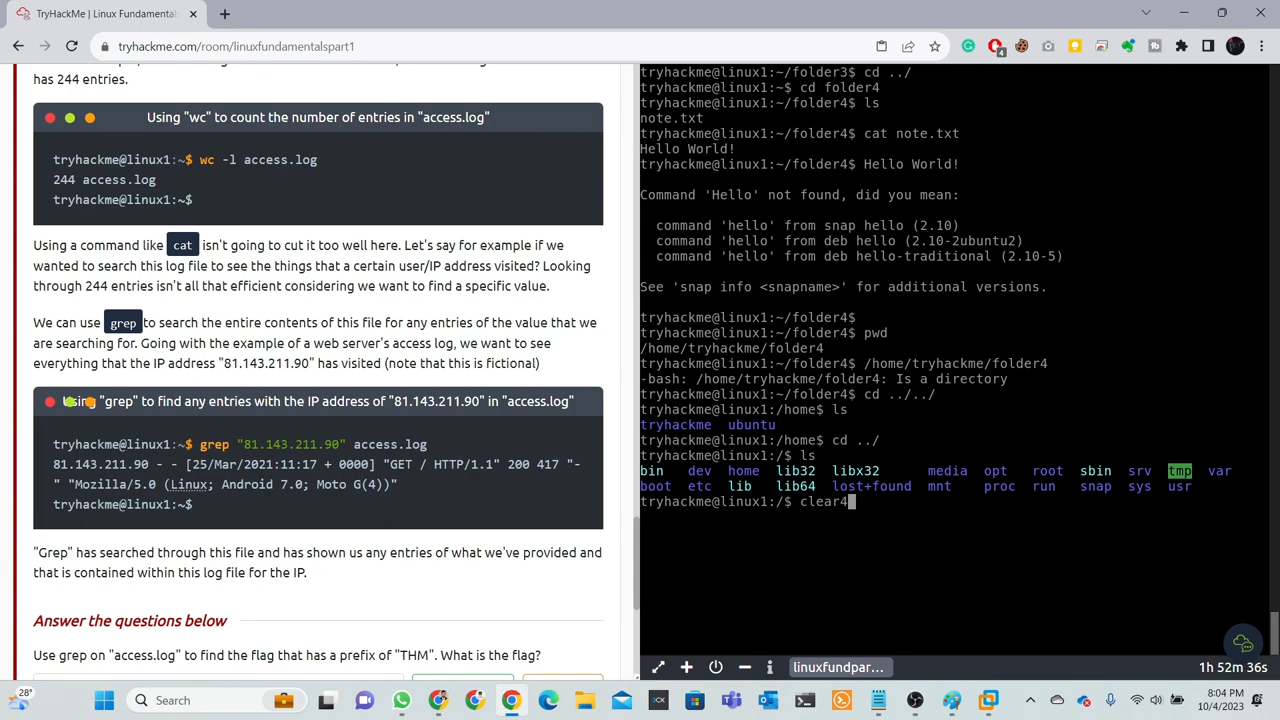 TryHackMe | Linux Fundamental
tryhackme.com/room/linuxfundamentalspart1
4
has 244 entries.
Using "wc" to count the number of entries in "access.log"
tryhackme@linux1:~$ wc -l access.log
244 access.log
tryhackme@linux1:~$
Using a command like cat isn't going to cut it too well here. Let's say for example if we
wanted to search this log file to see the things that a certain user/IP address visited? Looking
through 244 entries isn't all that efficient considering we want to find a specific value.
We can use grep to search the entire contents of this file for any entries of the value that we
are searching for. Going with the example of a web server's access log, we want to see
everything that the IP address "81.143.211.90" has visited (note that this is fictional)
Using "grep" to find any entries with the IP address of "81.143.211.90" in "access.log"
tryhackme@linux1:~$ grep "81.143.211.90" access.log
81.143.211.90 - - [25/Mar/2021:11:17 + 0000] "GET / HTTP/1.1" 200 417 "-
" "Mozilla/5.0 (Linux; Android 7.0; Moto G(4))"
tryhackme@linux1:~$
"Grep" has searched through this file and has shown us any entries of what we've provided and
that is contained within this log file for the IP.
Answer the questions below
Use grep on "access.log" to find the flag that has a prefix of "THM". What is the flag?
tryhackme@linux1:~/folder3$ cd ../
tryhackme@linux1:~$ cd folder4
tryhackme@linux1:~/folder4$ ls
note.txt
tryhackme@linux1:~/folder4$ cat note.txt
Hello World!
tryhackme@linux1:~/folder4$ Hello World!
Command 'Hello' not found, did you mean:
command 'hello' from snap hello (2.10)
command 'hello' from deb hello (2.10-2ubuntu2)
command 'hello' from deb hello-traditional (2.10-5)
See 'snap info <snapname>' for additional versions.
tryhackme@linux1:~/folder4$
tryhackme@linux1:~/folder4$ pwd
/home/tryhackme/folder4
tryhackme@linux1:~/folder4$ /home/tryhackme/folder4
-bash: /home/tryhackme/folder4: Is a directory
tryhackme@linux1:~/folder4$ cd ../../
tryhackme@linux1:/home$ ls
tryhackme ubuntu
tryhackme@linux1:/home$ cd ../
tryhackme@linux1:/$ ls
bin dev home lib32 libx32 media opt root sbin srv tmp var
boot etc lib lib64 lost+found mnt proc run snap sys usr
tryhackme@linux1:/$ clear4
linuxfundpar... 1h 52m 36s
28° Search
8:04 PM
10/4/2023